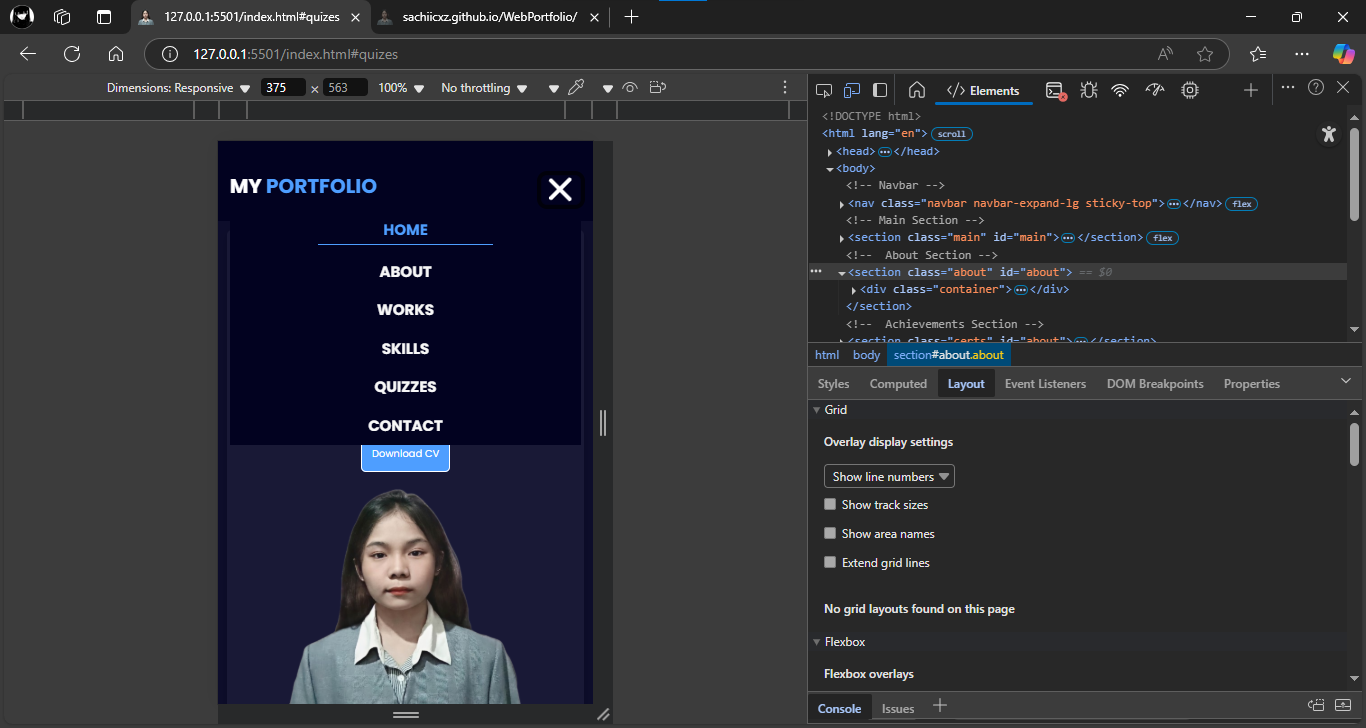 127.0.0.1:5501/index.html#quizes
sachiicxz.github.io/WebPortfolio/
127.0.0.1:5501/index.html#quizes
Dimensions: Responsive 375 x 563 100% No throttling
MY PORTFOLIO
HOME
ABOUT
WORKS
SKILLS
QUIZZES
CONTACT
Download CV
Elements
<!DOCTYPE html>
<html lang="en"> scroll
<head> </head>
<body>
<!-- Navbar -->
<nav class="navbar navbar-expand-lg sticky-top"> </nav> flex
<!-- Main Section -->
<section class="main" id="main"> </section> flex
<!-- About Section -->
<section class="about" id="about"> == $0
<div class="container"> </div>
</section>
<!-- Achievements Section -->
<section class="certs" id="about"> </section>
html body section#about.about
Styles Computed Layout Event Listeners DOM Breakpoints Properties
Grid
Overlay display settings
Show line numbers
Show track sizes
Show area names
Extend grid lines
No grid layouts found on this page
Flexbox
Flexbox overlays
Console Issues